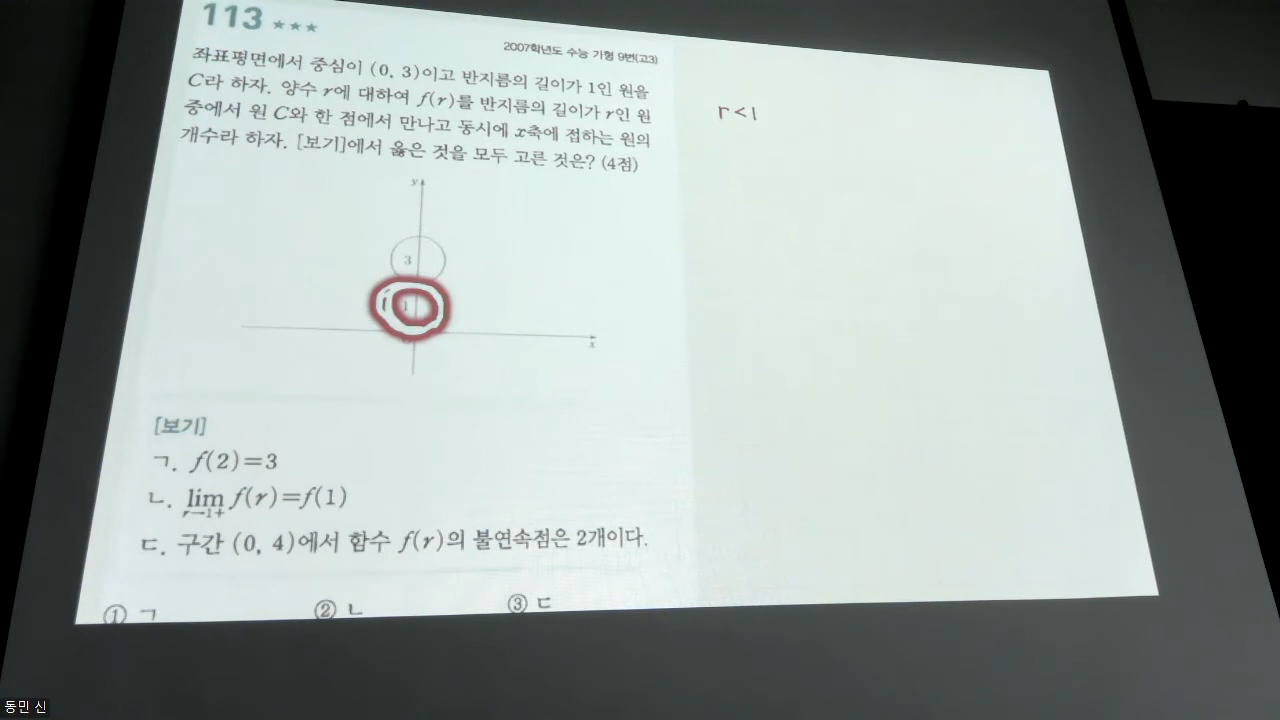 113 ★★★
2007학년도 수능 기형 9번(고3)
좌표평면에서 중심이 (0, 3)이고 반지름의 길이가 1인 원을
C라 하자. 양수 r에 대하여 f(r)를 반지름의 길이가 r인 원
중에서 원 C와 한 점에서 만나고 동시에 x축에 접하는 원의
개수라 하자. [보기]에서 옳은 것을 모두 고른 것은? (4점)
r<1
y
3
1
x
[보기]
ㄱ. f(2)=3
ㄴ. lim f(r)=f(1)
r→1+
ㄷ. 구간 (0, 4)에서 함수 f(r)의 불연속점은 2개이다.
① ㄱ ② ㄴ ③ ㄷ
동민 신